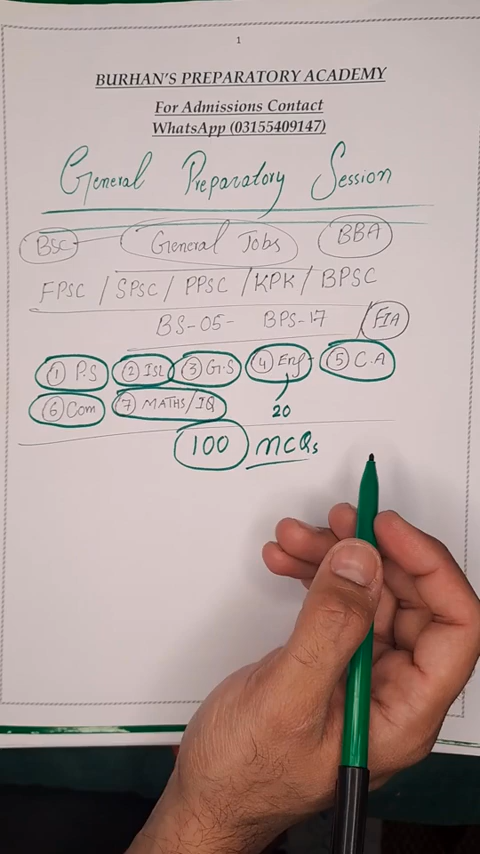 1
BURHAN'S PREPARATORY ACADEMY
For Admissions Contact
WhatsApp (03155409147)
General Preparatory Session
BSC General Jobs BBA
FPSC / SPSC / PPSC / KPK / BPSC
BS-05- BPS-17 FIA
① P.S ② ISL ③ G.S ④ Eng ⑤ C.A
⑥ Com ⑦ MATHS/IQ 20
100 MCQs